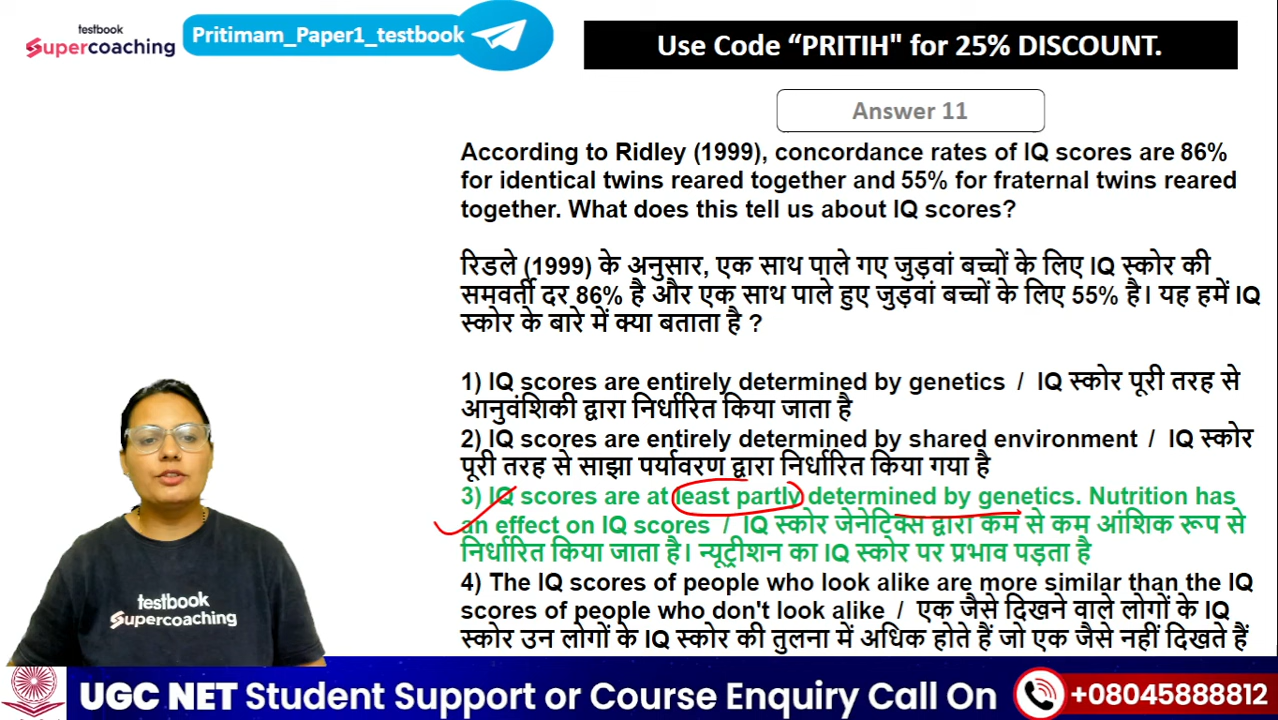 testbook
Supercoaching
Pritimam_Paper1_testbook
Use Code “PRITIH" for 25% DISCOUNT.
Answer 11
According to Ridley (1999), concordance rates of IQ scores are 86%
for identical twins reared together and 55% for fraternal twins reared
together. What does this tell us about IQ scores?
रिडले (1999) के अनुसार, एक साथ पाले गए जुड़वां बच्चों के लिए IQ स्कोर की
समवर्ती दर 86% है और एक साथ पाले हुए जुड़वां बच्चों के लिए 55% है। यह हमें IQ
स्कोर के बारे में क्या बताता है ?
1) IQ scores are entirely determined by genetics / IQ स्कोर पूरी तरह से
आनुवंशिकी द्वारा निर्धारित किया जाता है
2) IQ scores are entirely determined by shared environment / IQ स्कोर
पूरी तरह से साझा पर्यावरण द्वारा निर्धारित किया गया है
3) IQ scores are at least partly determined by genetics. Nutrition has
an effect on IQ scores / IQ स्कोर जेनेटिक्स द्वारा कम से कम आंशिक रूप से
निर्धारित किया जाता है। न्यूट्रीशन का IQ स्कोर पर प्रभाव पड़ता है
4) The IQ scores of people who look alike are more similar than the IQ
scores of people who don't look alike / एक जैसे दिखने वाले लोगों के IQ
स्कोर उन लोगों के IQ स्कोर की तुलना में अधिक होते हैं जो एक जैसे नहीं दिखते हैं
testbook
Supercoaching
UGC NET Student Support or Course Enquiry Call On +08045888812